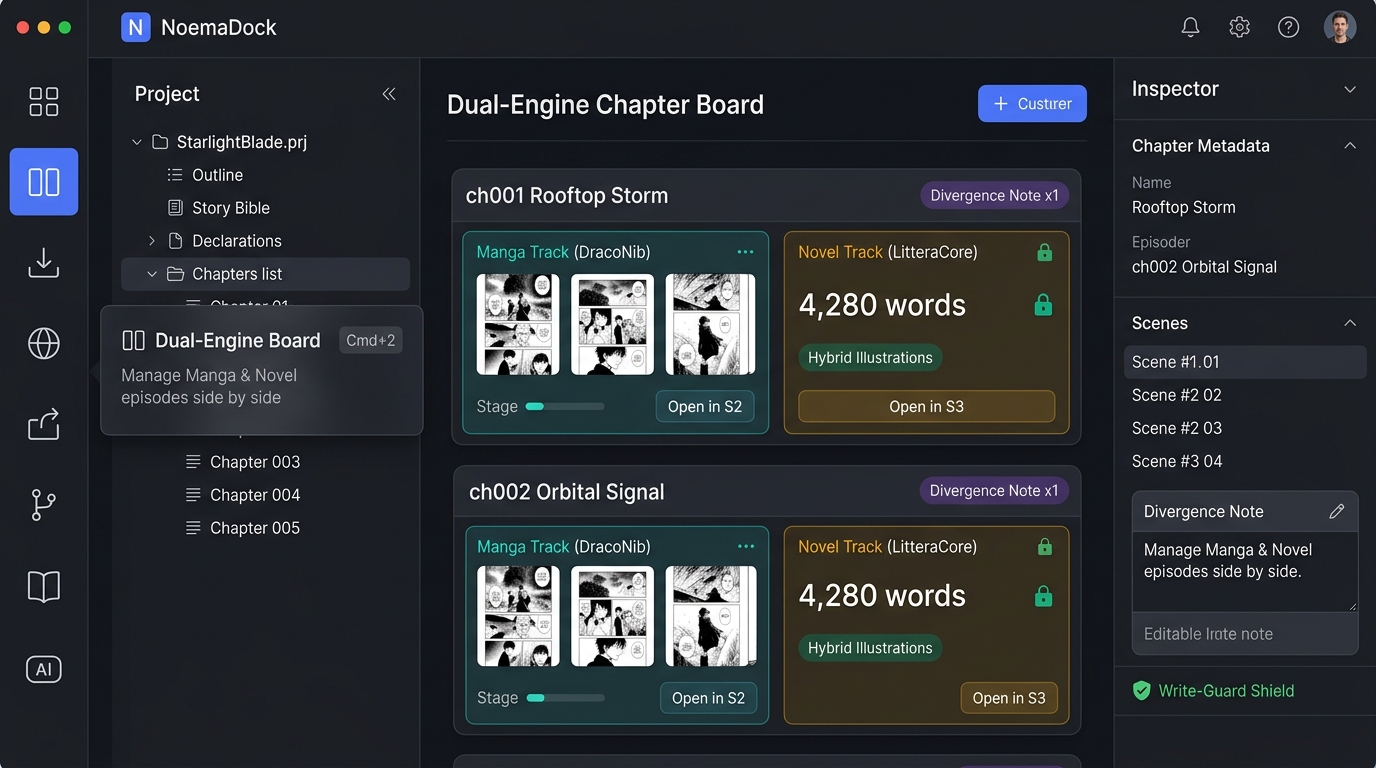 N NoemaDock
Project
StarlightBlade.prj
Outline
Story Bible
Declarations
Chapters list
Chapter 01
Dual-Engine Board Cmd+2
Manage Manga & Novel
episodes side by side
Chapter 003
Chapter 004
Chapter 005
AI
Dual-Engine Chapter Board
+ Custırer
ch001 Rooftop Storm
Divergence Note x1
Manga Track (DracoNib)
Stage
Open in S2
Novel Track (LitteraCore)
4,280 words
Hybrid Illustrations
Open in S3
ch002 Orbital Signal
Divergence Note x1
Manga Track (DracoNib)
Stage
Open in S2
Novel Track (LitteraCore)
4,280 words
Hybrid Illustrations
Open in S3
Inspector
Chapter Metadata
Name
Rooftop Storm
Episoder
ch002 Orbital Signal
Scenes
Scene #1.01
Scene #2 02
Scene #2 03
Scene #3 04
Divergence Note
Manage Manga & Novel
episodes side by side.
Editable Irɑte note
Write-Guard Shield